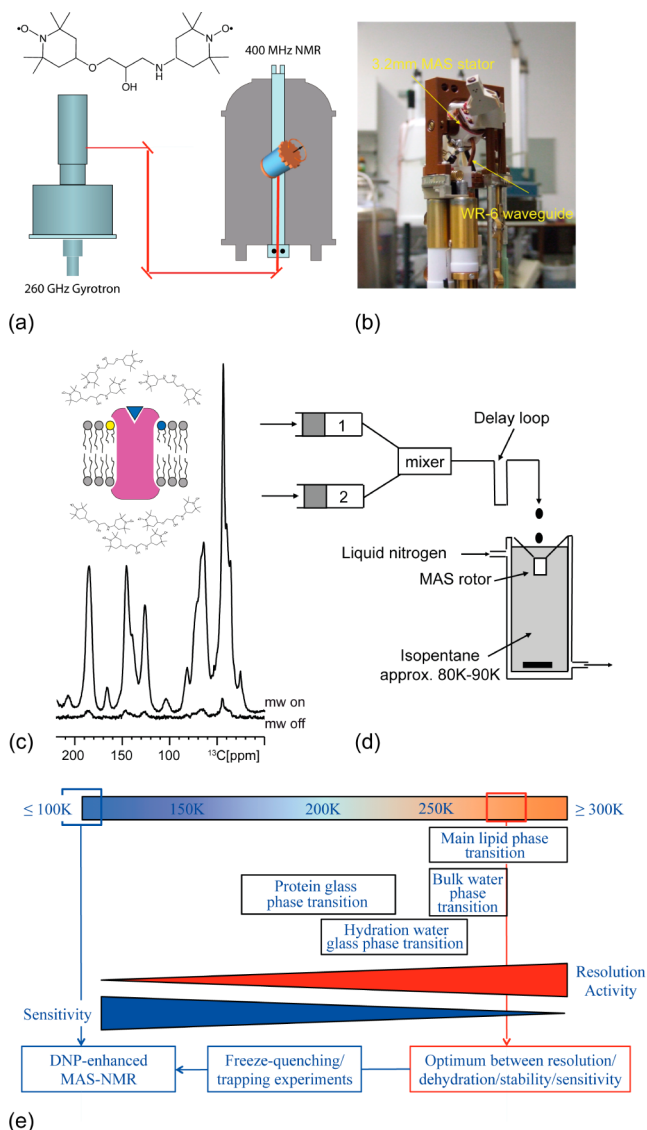 •O
N
O
OH
N
H
N
O•
400 MHz NMR
260 GHz Gyrotron
(a)
3.2mm MAS stator
WR-6 waveguide
(b)
mw on
mw off
200
150
100
¹³C[ppm]
(c)
1
2
mixer
Delay loop
Liquid nitrogen
MAS rotor
Isopentane
approx. 80K-90K
(d)
≤ 100K
150K
200K
250K
≥ 300K
Main lipid phase
transition
Protein glass
phase transition
Bulk water
phase
transition
Hydration water
glass phase transition
Resolution
Activity
Sensitivity
DNP-enhanced
MAS-NMR
Freeze-quenching/
trapping experiments
Optimum between resolution/
dehydration/stability/sensitivity
(e)